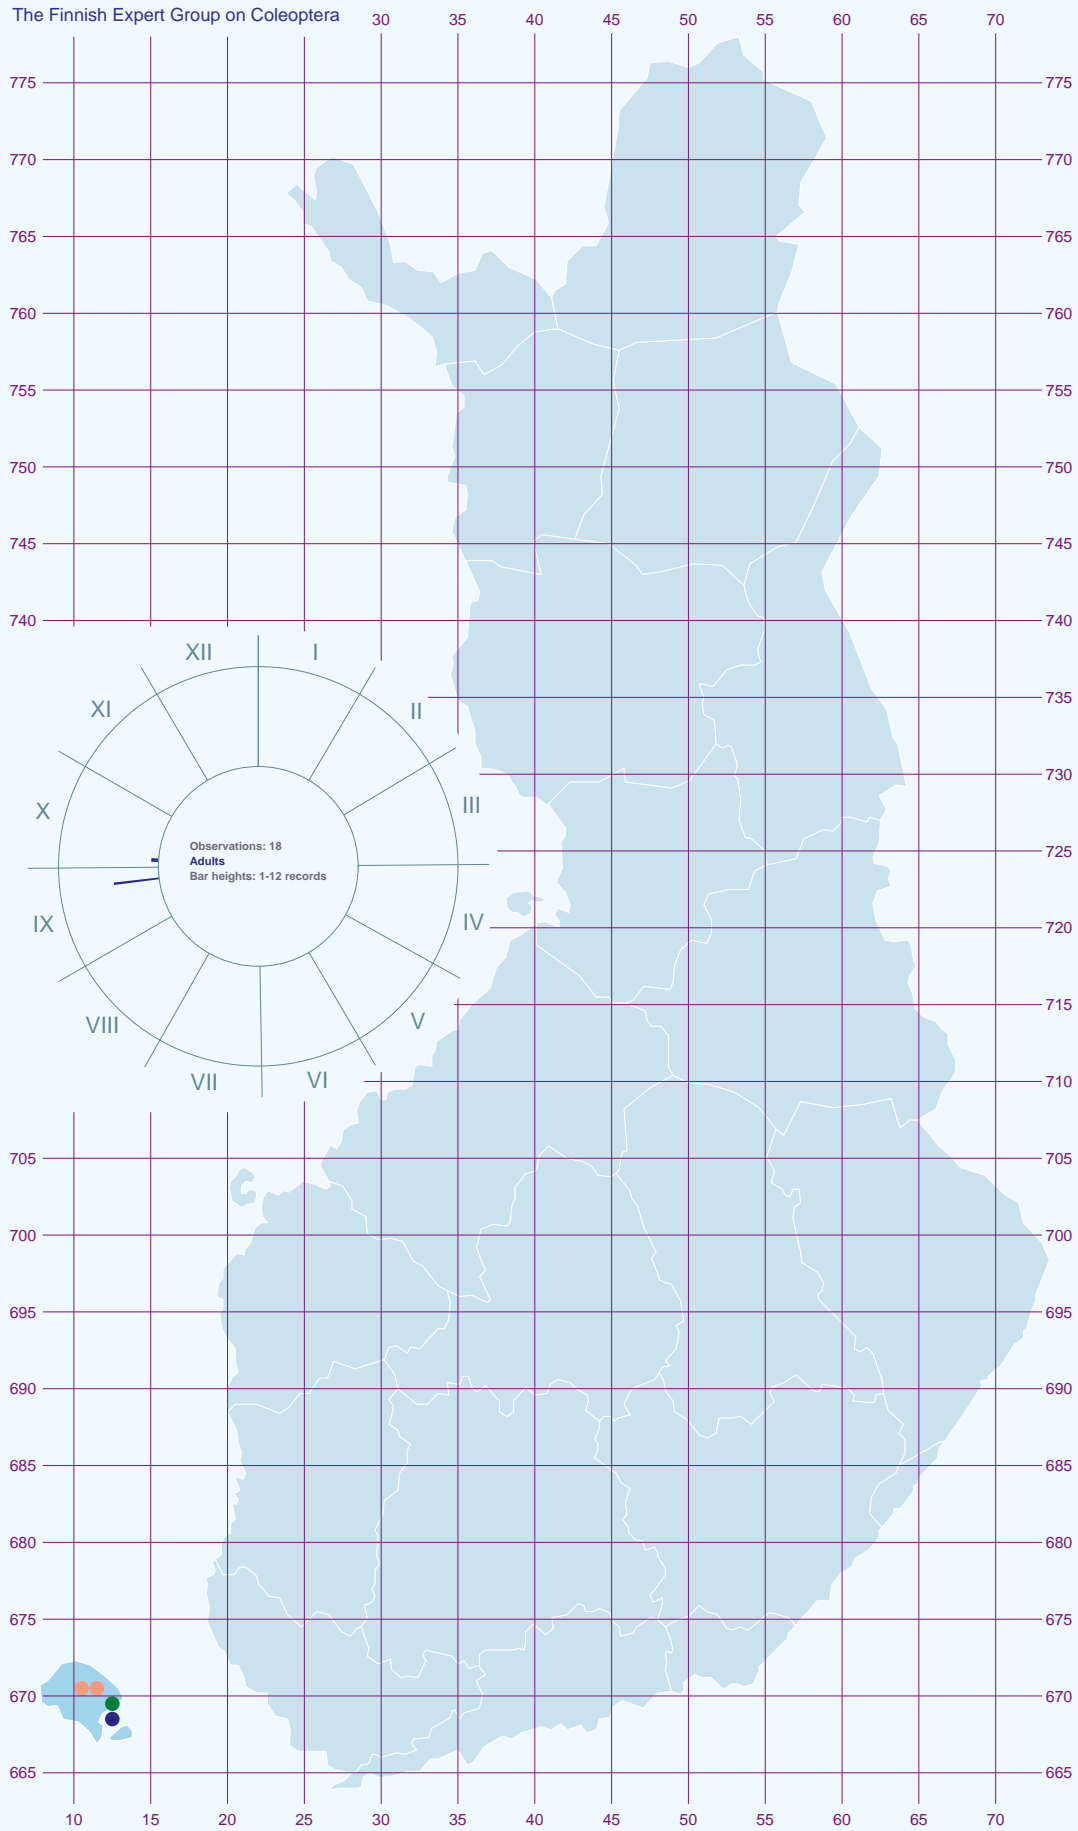 The Finnish Expert Group on Coleoptera 30 35 40 45 50 55 60 65 70
775 775
770 770
765 765
760 760
755 755
750 750
745 745
740 740
XII I
XI II
735
730
X III
Observations: 18
725
Adults
Bar heights: 1-12 records
IX IV
720
715
VIII V
VII VI
710
705 705
700 700
695 695
690 690
685 685
680 680
675 675
670 670
665 665
10 15 20 25 30 35 40 45 50 55 60 65 70